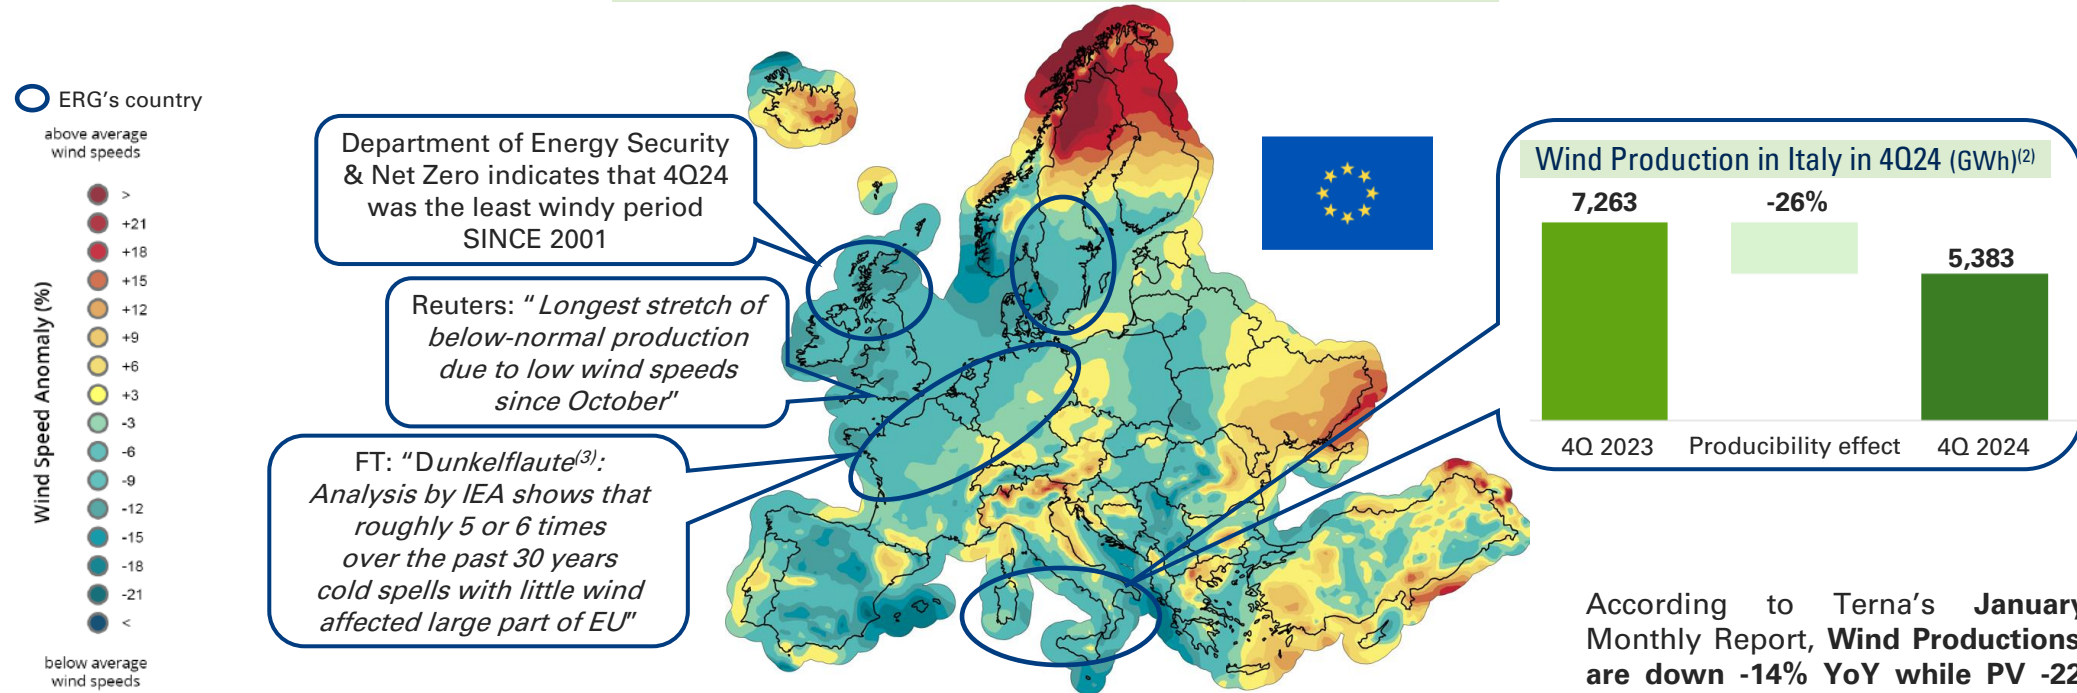 ERG's country
above average
wind speeds
Wind Speed Anomaly (%)
>
+21
+18
+15
+12
+9
+6
+3
-3
-6
-9
-12
-15
-18
-21
<
below average
wind speeds
Department of Energy Security
& Net Zero indicates that 4Q24
was the least windy period
SINCE 2001
Reuters: "Longest stretch of
below-normal production
due to low wind speeds
since October"
FT: "Dunkelflaute(3):
Analysis by IEA shows that
roughly 5 or 6 times
over the past 30 years
cold spells with little wind
affected large part of EU"
Wind Production in Italy in 4Q24 (GWh)(2)
7,263
-26%
5,383
4Q 2023
Producibility effect
4Q 2024
According to Terna's January
Monthly Report, Wind Productions
are down -14% YoY while PV -22